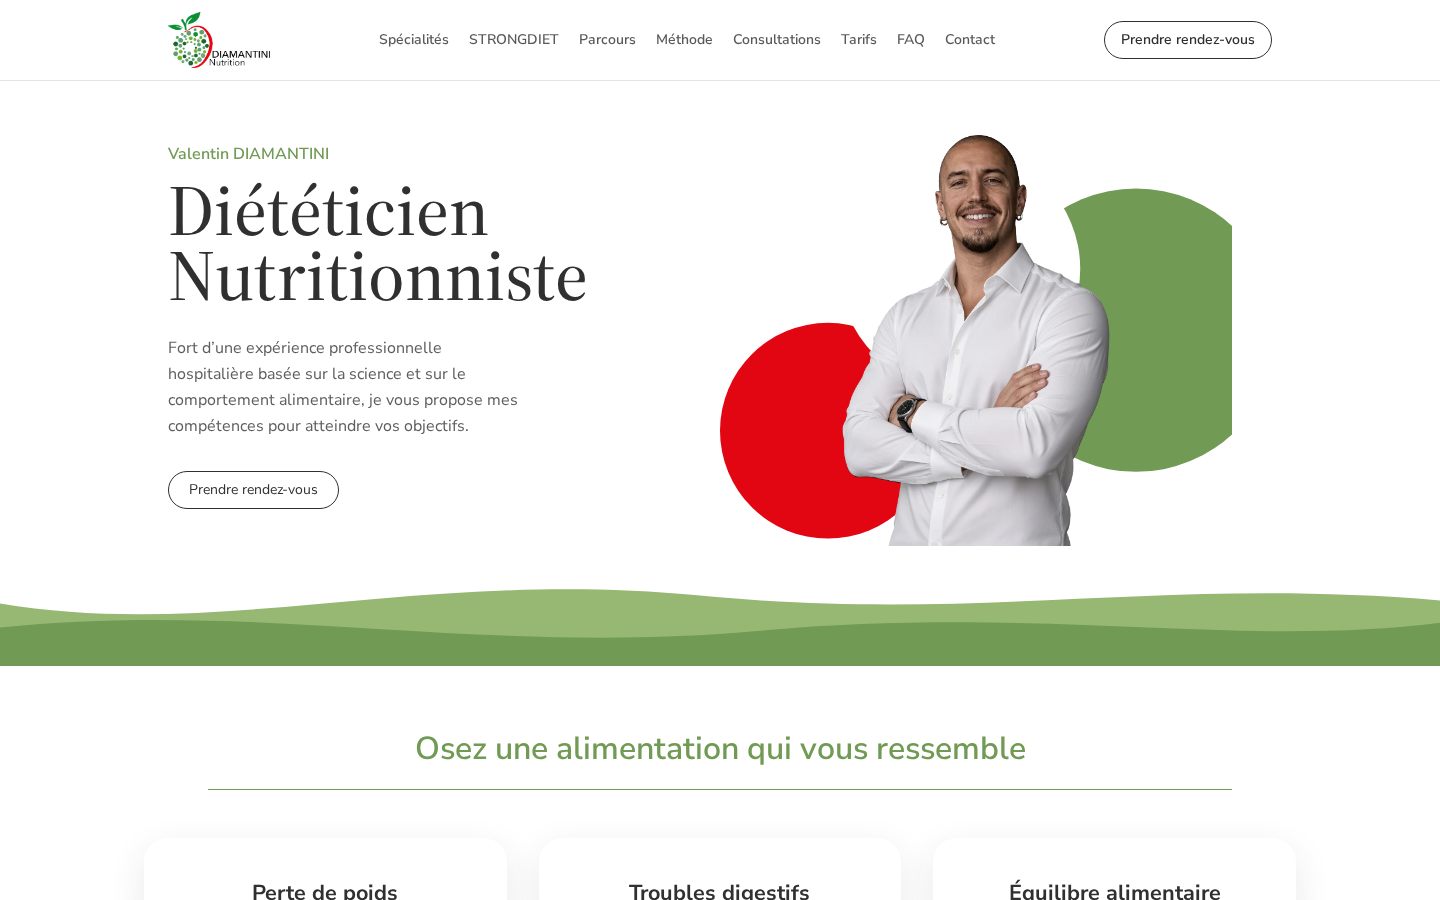 DIAMANTINI
Nutrition
Spécialités STRONGDIET Parcours Méthode Consultations Tarifs FAQ Contact
Prendre rendez-vous
Valentin DIAMANTINI
Diététicien
Nutritionniste
Fort d’une expérience professionnelle
hospitalière basée sur la science et sur le
comportement alimentaire, je vous propose mes
compétences pour atteindre vos objectifs.
Prendre rendez-vous
Osez une alimentation qui vous ressemble
Perte de poids
Troubles digestifs
Équilibre alimentaire